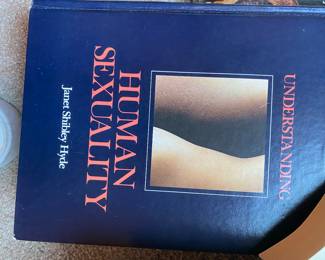 UNDERSTANDING
HUMAN
SEXUALITY
Janet Shibley Hyde